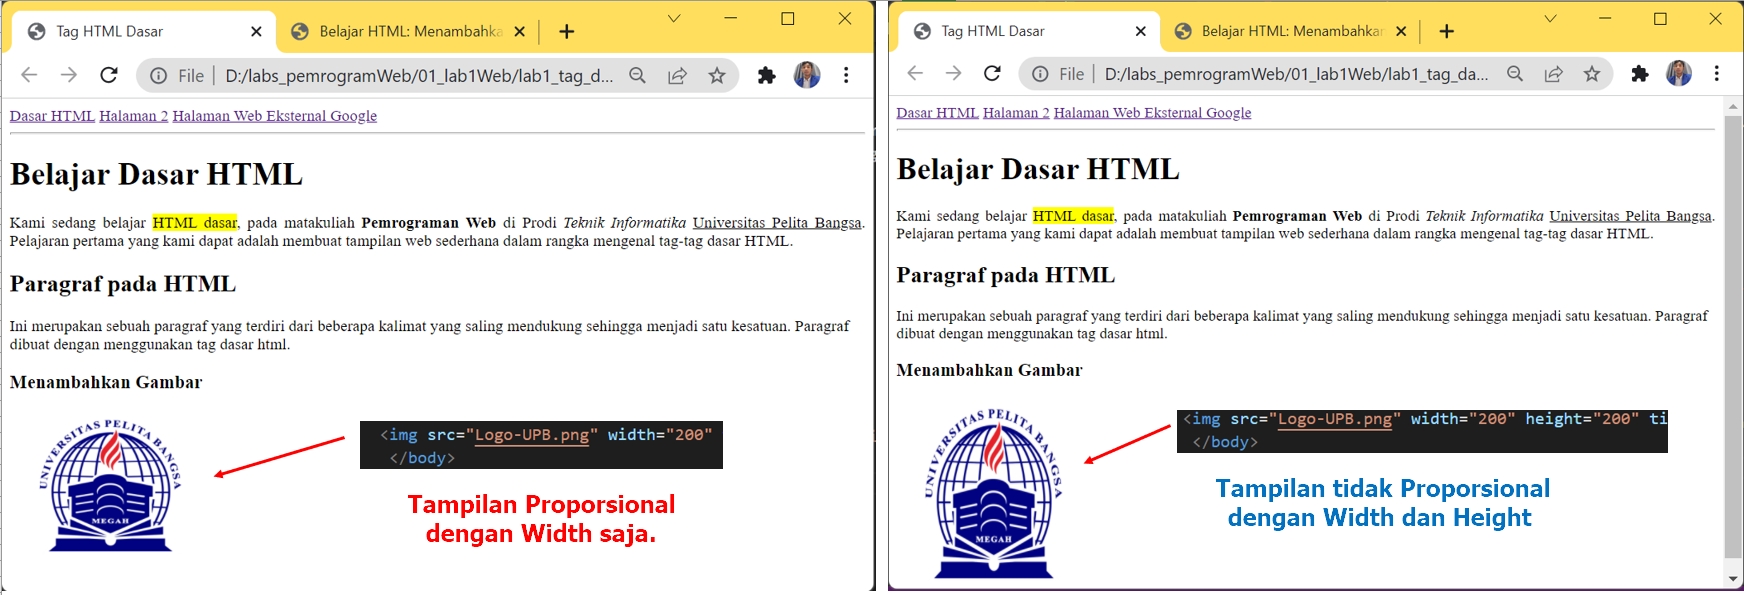 Tag HTML Dasar
Belajar HTML: Menambahka
File
D:/labs_pemrogramWeb/01_lab1Web/lab1_tag_d...
Dasar HTML Halaman 2 Halaman Web Eksternal Google
Belajar Dasar HTML
Kami sedang belajar HTML dasar, pada matakuliah Pemrograman Web di Prodi Teknik Informatika Universitas Pelita Bangsa.
Pelajaran pertama yang kami dapat adalah membuat tampilan web sederhana dalam rangka mengenal tag-tag dasar HTML.
Paragraf pada HTML
Ini merupakan sebuah paragraf yang terdiri dari beberapa kalimat yang saling mendukung sehingga menjadi satu kesatuan. Paragraf
dibuat dengan menggunakan tag dasar html.
Menambahkan Gambar
UNIVERSITAS PELITA BANGSA
MEGAH
<img src="Logo-UPB.png" width="200"
</body>
Tampilan Proporsional
dengan Width saja.
Tag HTML Dasar
Belajar HTML: Menambahkar
File
D:/labs_pemrogramWeb/01_lab1Web/lab1_tag_da...
Dasar HTML Halaman 2 Halaman Web Eksternal Google
Belajar Dasar HTML
Kami sedang belajar HTML dasar, pada matakuliah Pemrograman Web di Prodi Teknik Informatika Universitas Pelita Bangsa.
Pelajaran pertama yang kami dapat adalah membuat tampilan web sederhana dalam rangka mengenal tag-tag dasar HTML.
Paragraf pada HTML
Ini merupakan sebuah paragraf yang terdiri dari beberapa kalimat yang saling mendukung sehingga menjadi satu kesatuan. Paragraf
dibuat dengan menggunakan tag dasar html.
Menambahkan Gambar
UNIVERSITAS PELITA BANGSA
MEGAH
<img src="Logo-UPB.png" width="200" height="200" ti
</body>
Tampilan tidak Proporsional
dengan Width dan Height